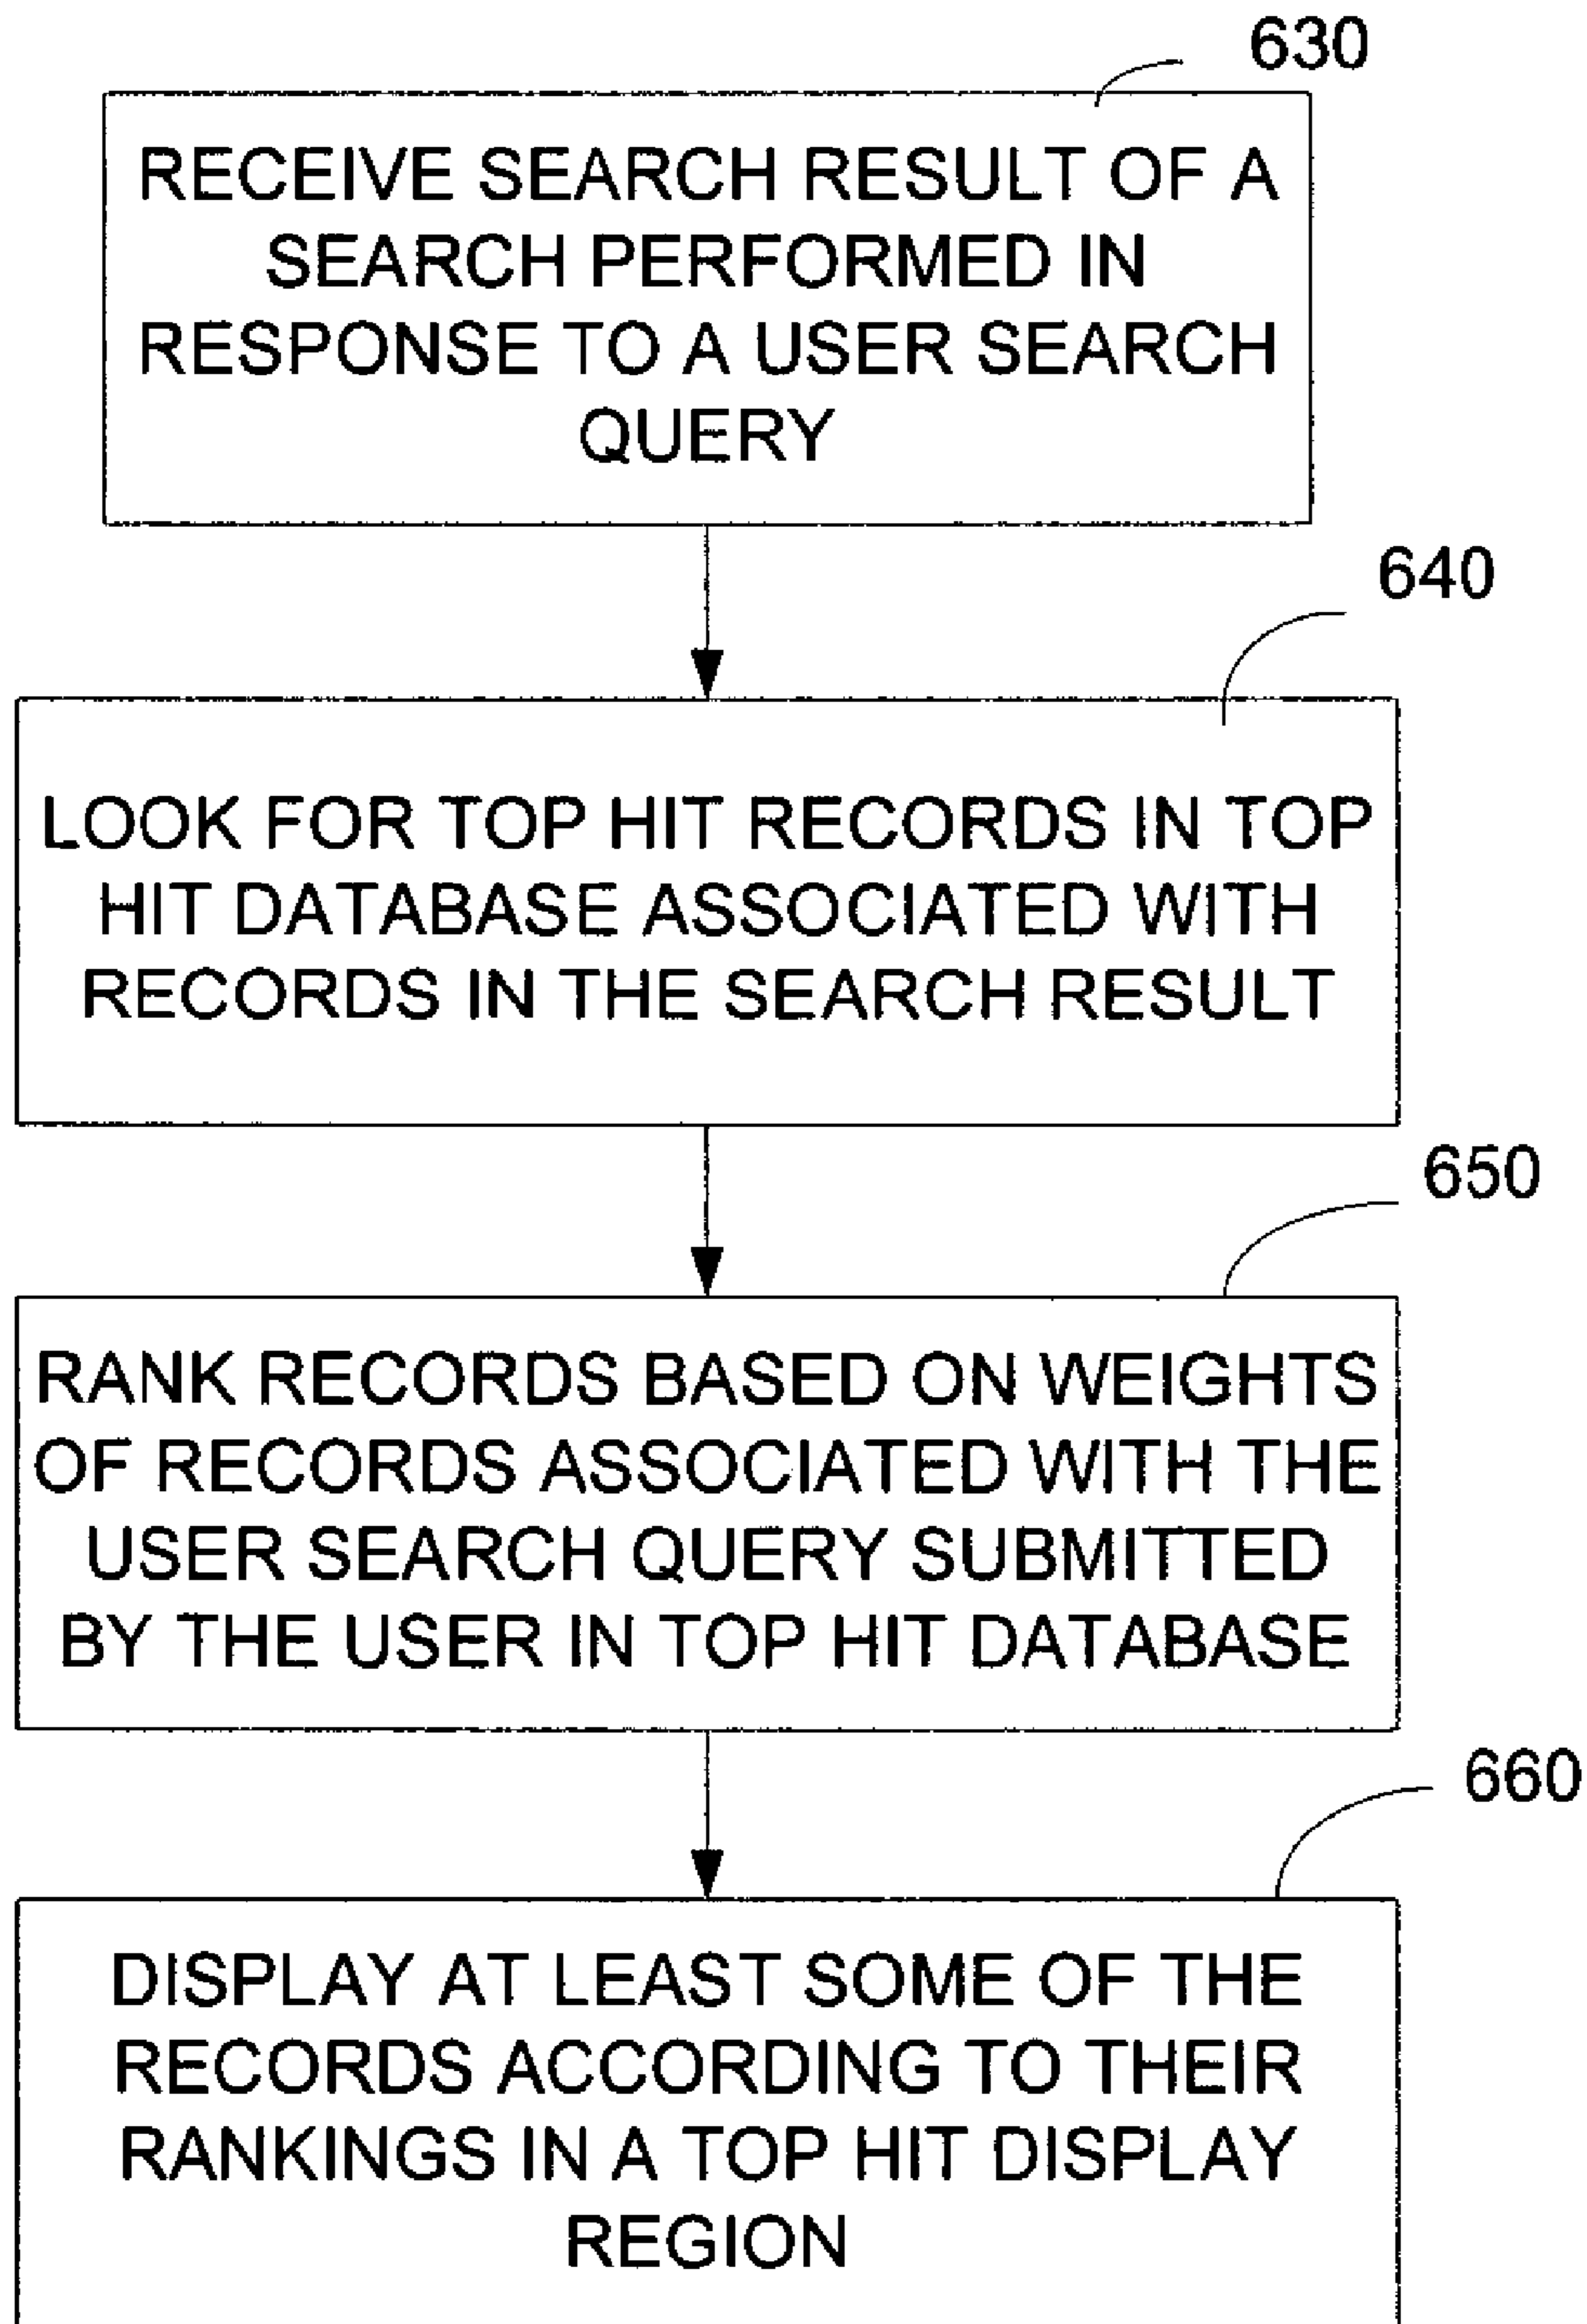 630
RECEIVE SEARCH RESULT OF A
SEARCH PERFORMED IN
RESPONSE TO A USER SEARCH
QUERY
640
LOOK FOR TOP HIT RECORDS IN TOP
HIT DATABASE ASSOCIATED WITH
RECORDS IN THE SEARCH RESULT
650
RANK RECORDS BASED ON WEIGHTS
OF RECORDS ASSOCIATED WITH THE
USER SEARCH QUERY SUBMITTED
BY THE USER IN TOP HIT DATABASE
660
DISPLAY AT LEAST SOME OF THE
RECORDS ACCORDING TO THEIR
RANKINGS IN A TOP HIT DISPLAY
REGION